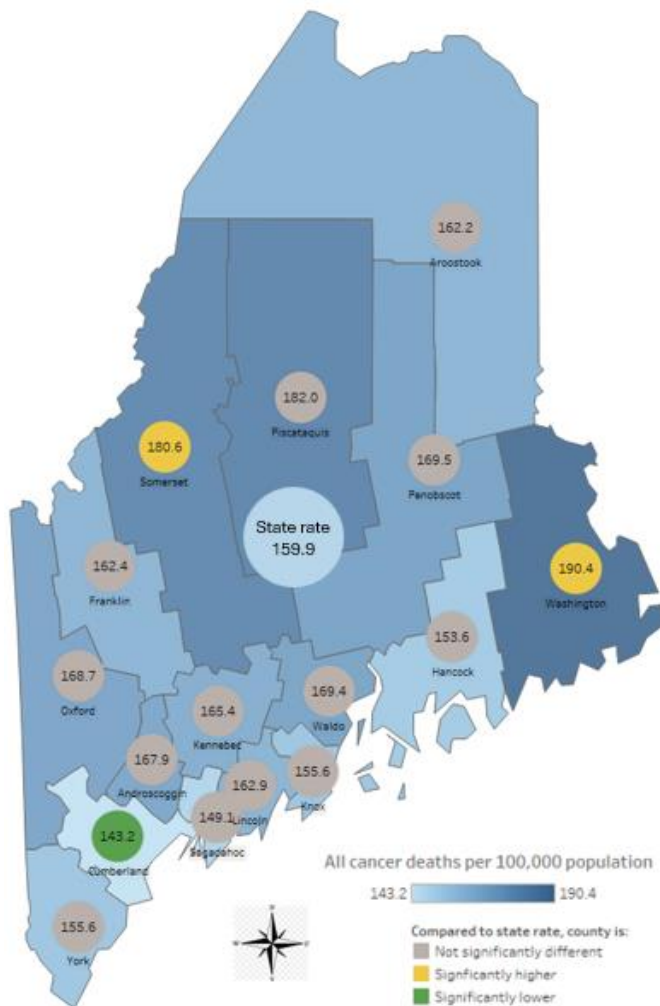 162.2
Aroostook
182.0
Piscataquis
180.6
Somerset
169.5
Penobscot
State rate
159.9
162.4
Franklin
190.4
Washington
153.6
Hancock
168.7
Oxford
169.4
Waldo
165.4
Kennebec
167.9
Androscoggin
162.9
Lincoln
155.6
Knox
149.1
Sagadahoc
143.2
Cumberland
155.6
York
All cancer deaths per 100,000 population
143.2 190.4
Compared to state rate, county is:
Not significantly different
Signficantly higher
Significantly lower